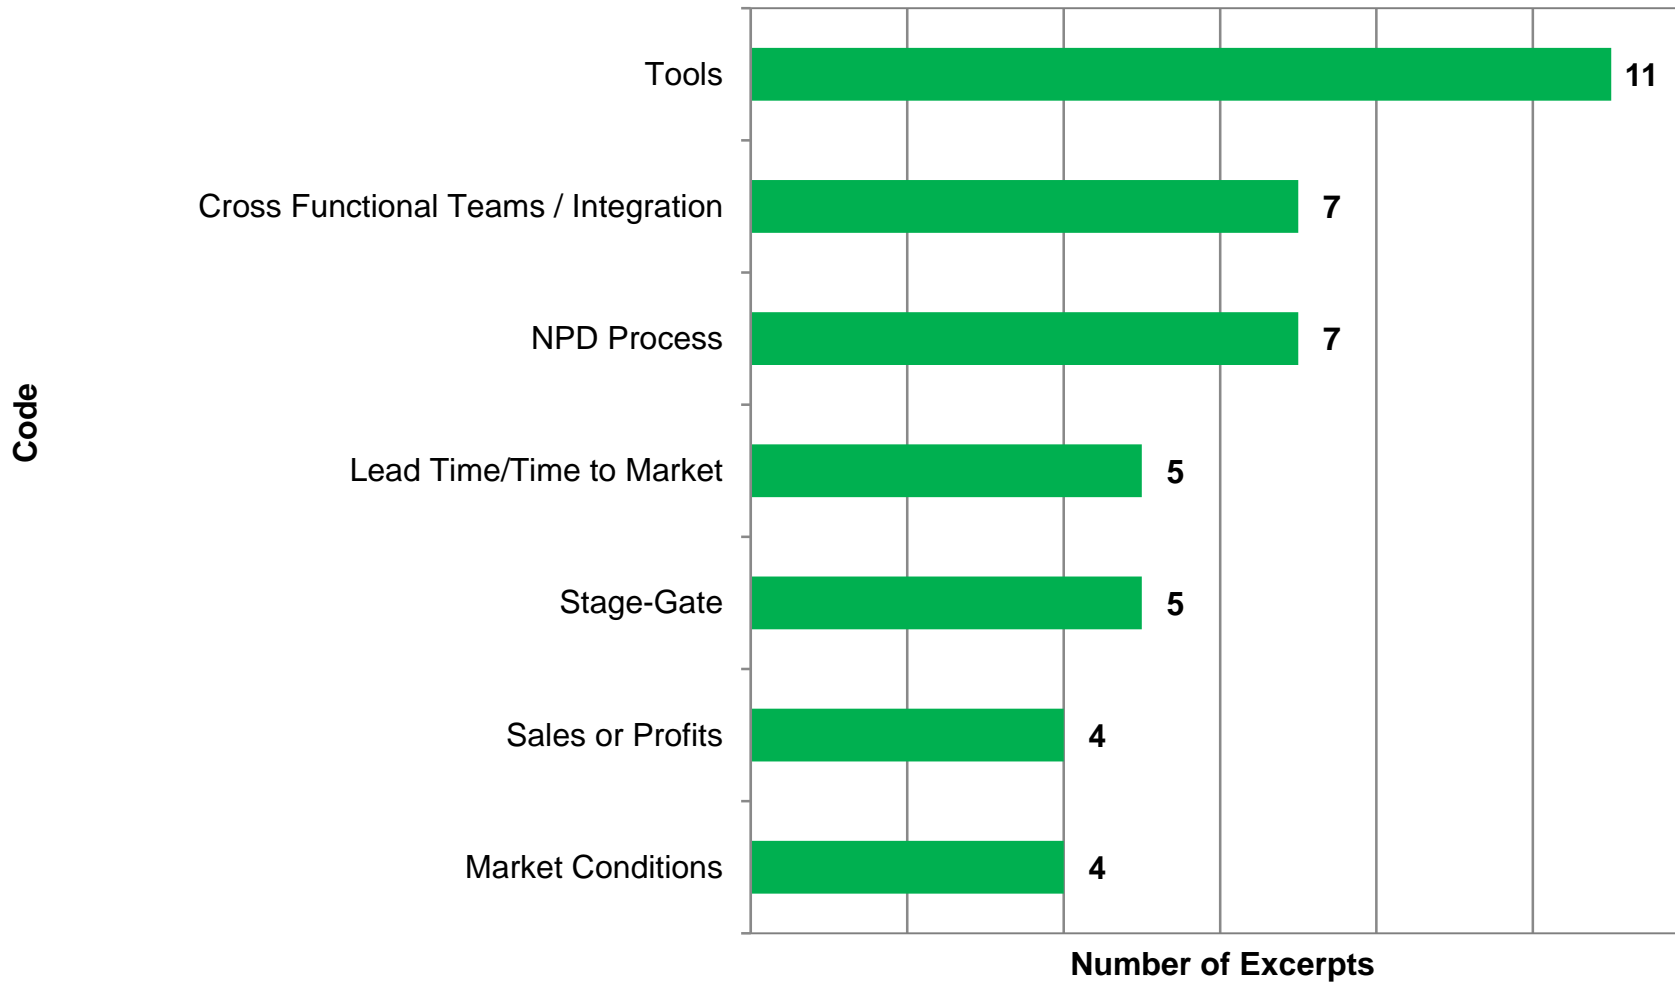 Tools
11
Cross Functional Teams / Integration
7
NPD Process
7
Code
Lead Time/Time to Market
5
Stage-Gate
5
Sales or Profits
4
Market Conditions
4
Number of Excerpts